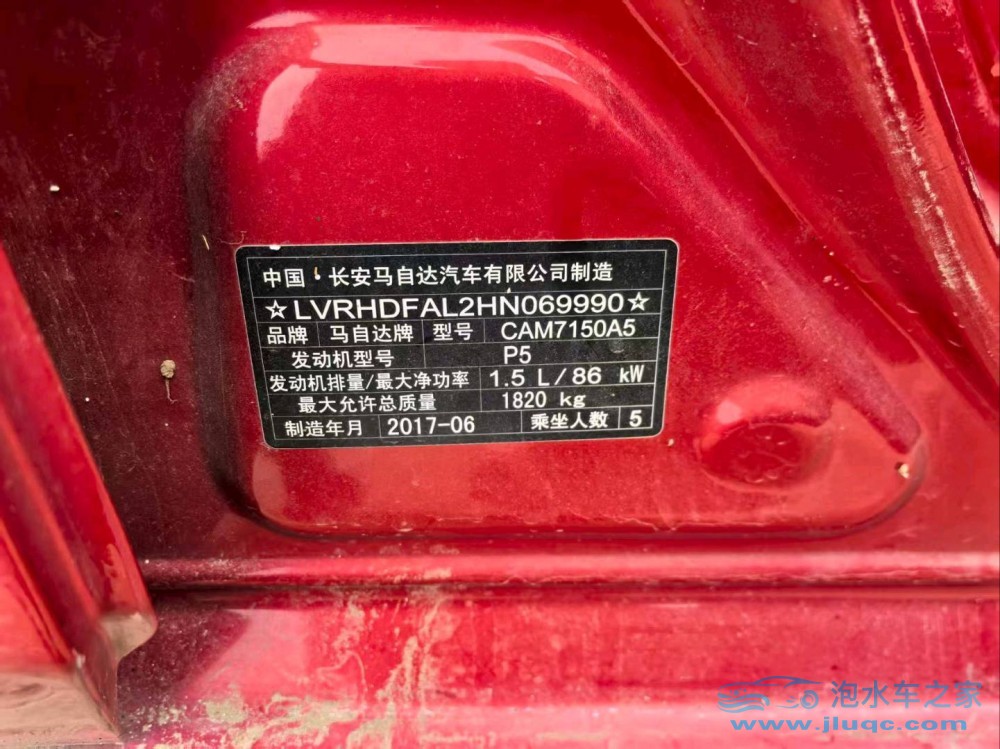 中国·长安马自达汽车有限公司制造
☆LVRHDFAL2HN069990☆
品牌 马自达牌 型号 CAM7150A5
发动机型号 P5
发动机排量/最大净功率 1.5 L/86 kW
最大允许总质量 1820 kg
制造年月 2017-06 乘坐人数 5
泡水车之家
www.jluqc.com